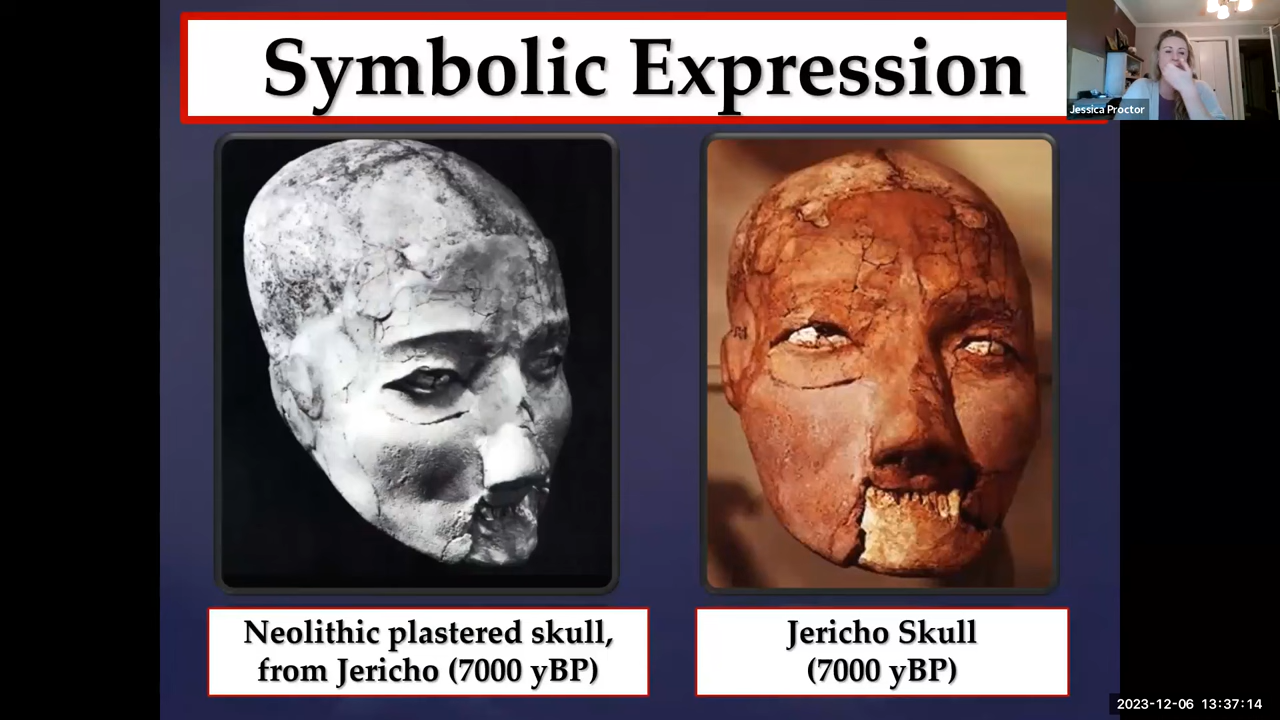 Symbolic Expression
Jessica Proctor
Neolithic plastered skull,
from Jericho (7000 yBP)
Jericho Skull
(7000 yBP)
2023-12-06 13:37:14